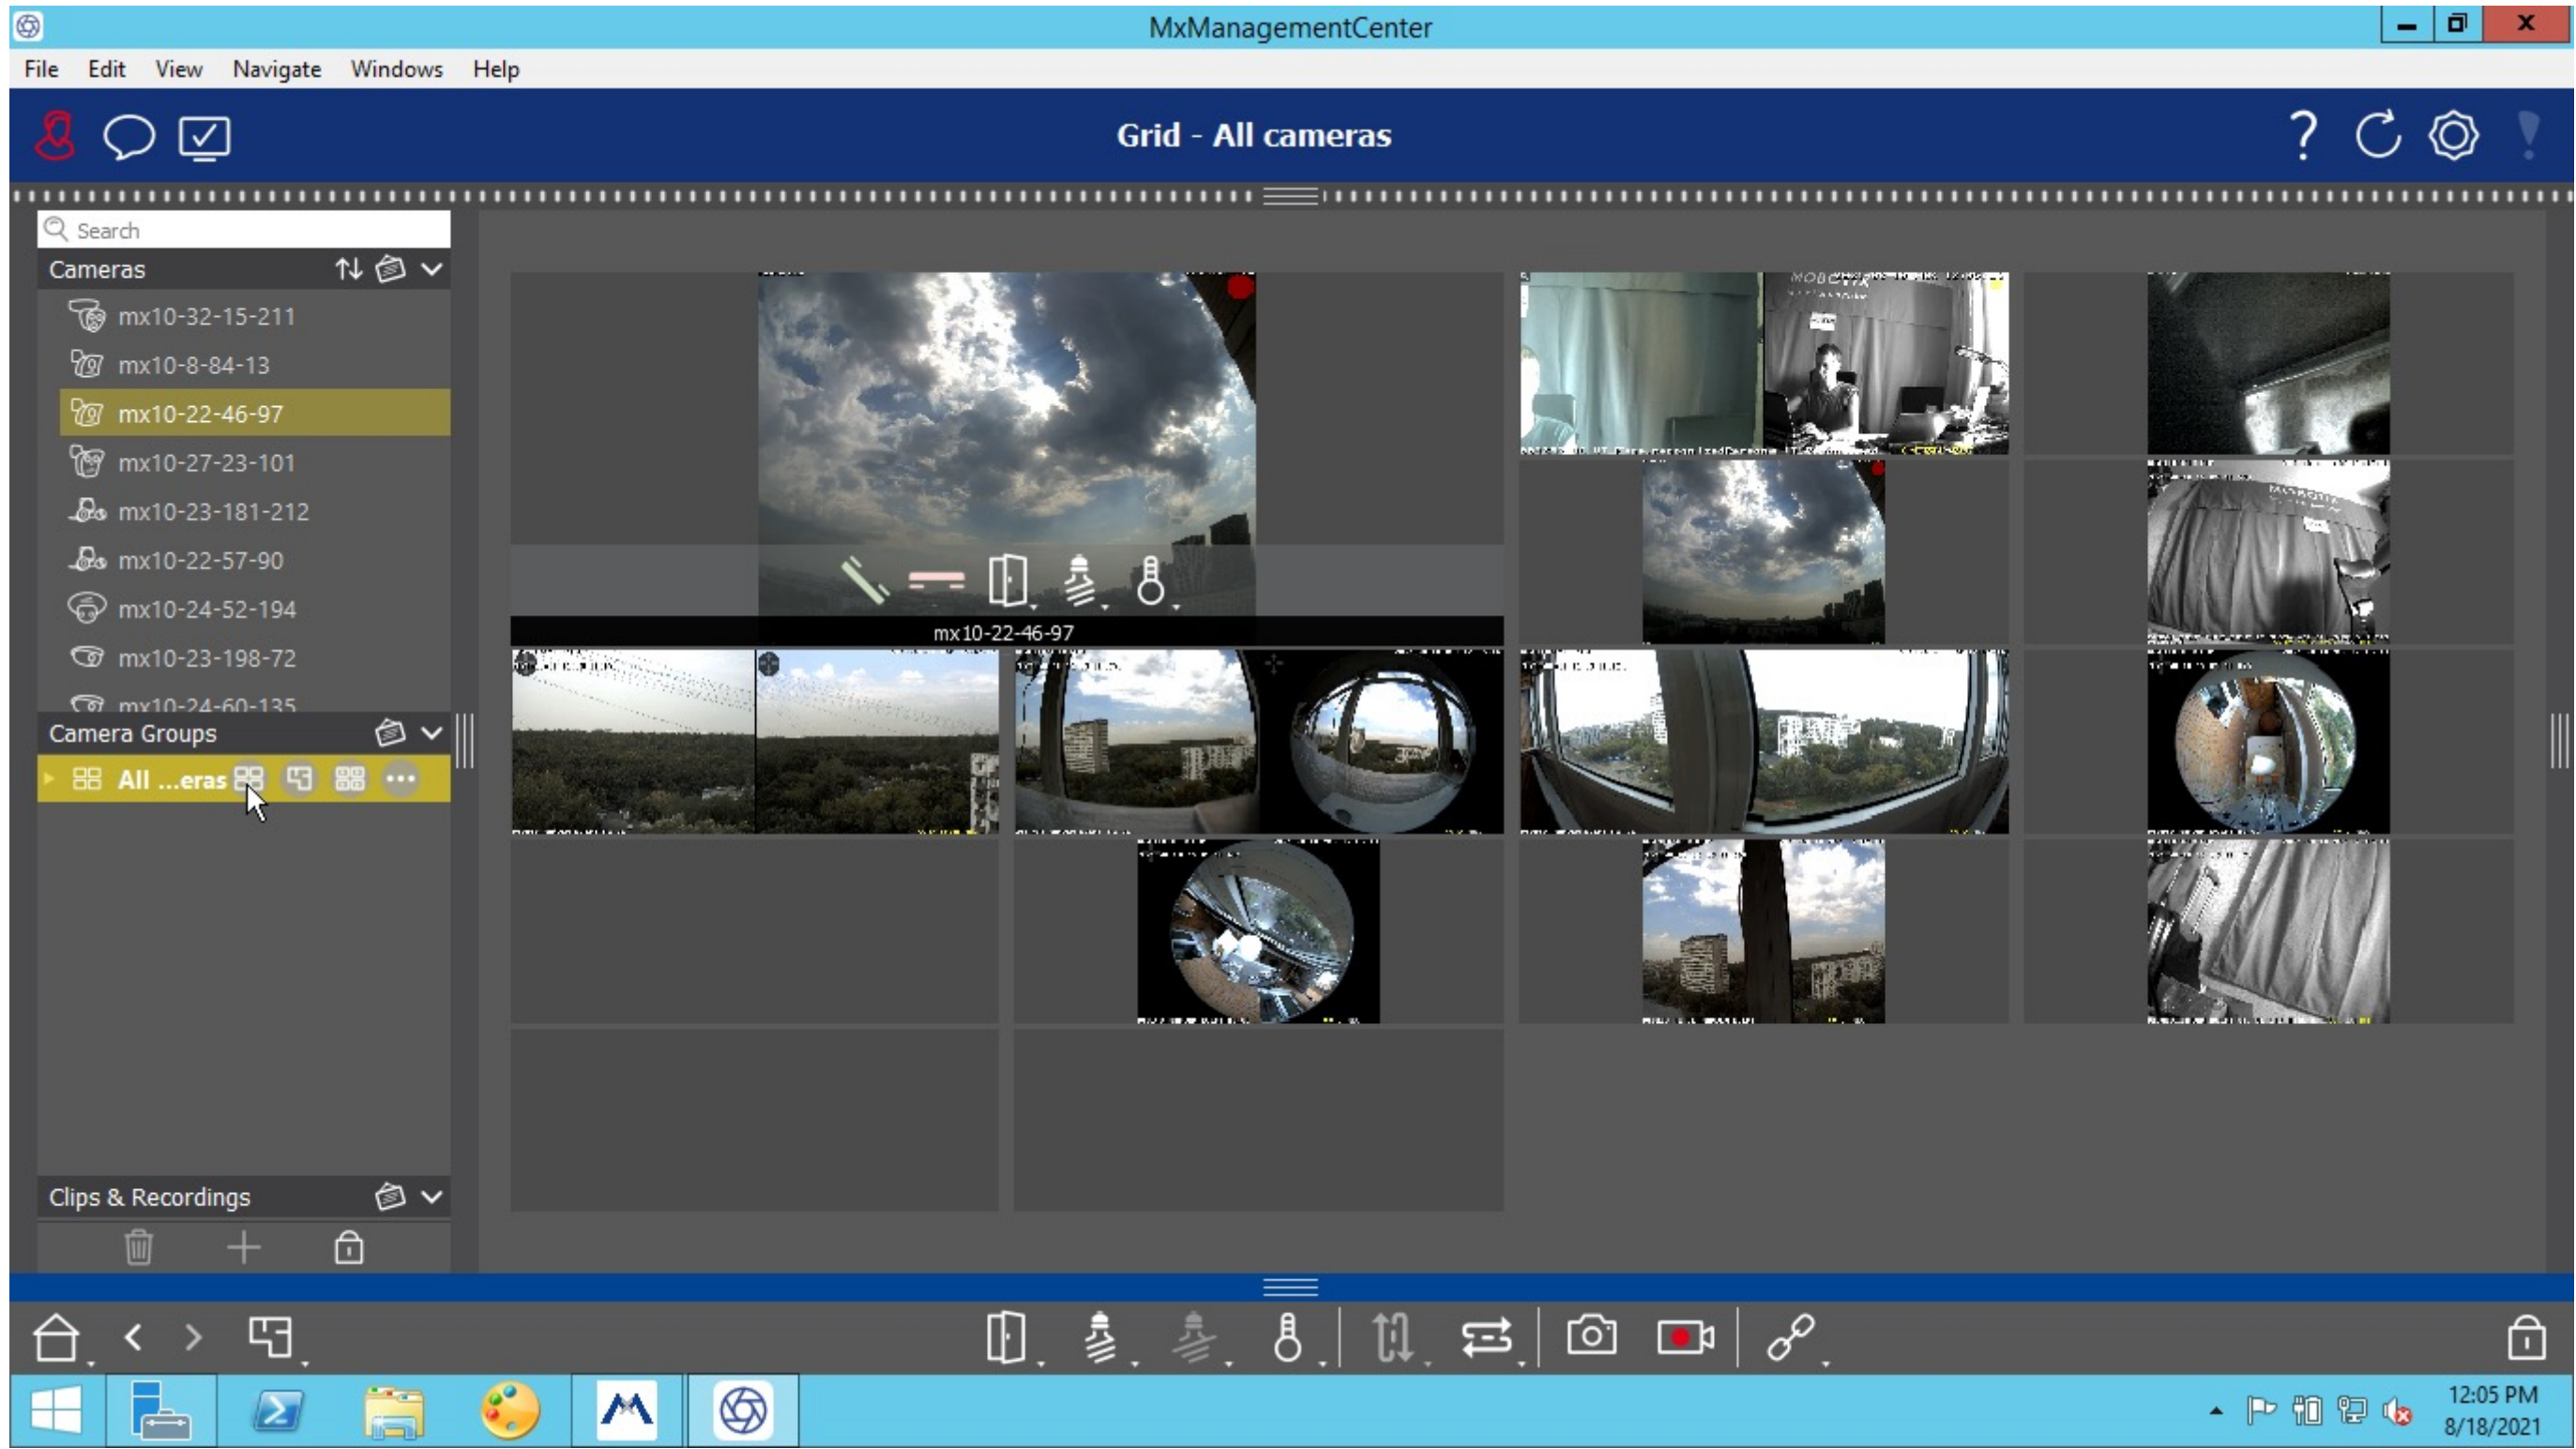 MxManagementCenter
File Edit View Navigate Windows Help
Grid - All cameras
Search
Cameras
mx10-32-15-211
mx10-8-84-13
mx10-22-46-97
mx10-27-23-101
mx10-23-181-212
mx10-22-57-90
mx10-24-52-194
mx10-23-198-72
mx10-24-60-135
Camera Groups
All ...eras
Clips & Recordings
mx10-22-46-97
MOBOTIX
12:05 PM
8/18/2021